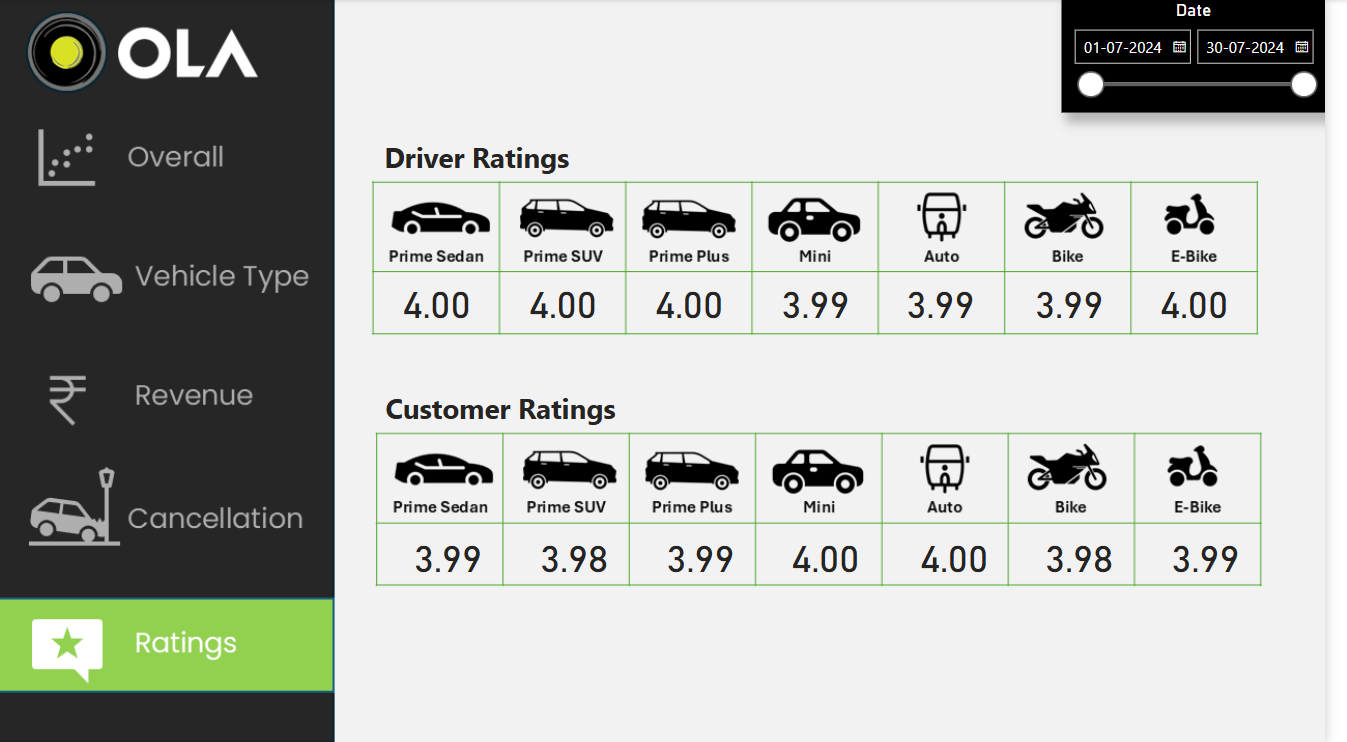 OLA
Overall
Vehicle Type
Revenue
Cancellation
Ratings
Date
01-07-2024 30-07-2024
Driver Ratings
Prime Sedan Prime SUV Prime Plus Mini Auto Bike E-Bike
4.00 4.00 4.00 3.99 3.99 3.99 4.00
Customer Ratings
Prime Sedan Prime SUV Prime Plus Mini Auto Bike E-Bike
3.99 3.98 3.99 4.00 4.00 3.98 3.99